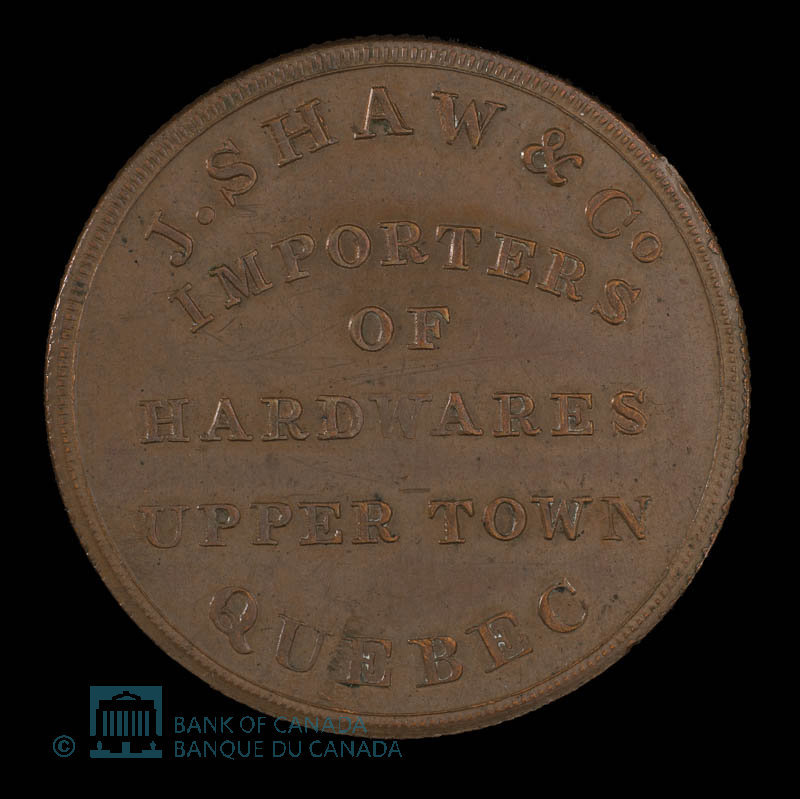 J. SHAW & Co
IMPORTERS
OF
HARDWARES
UPPER TOWN
QUEBEC
© BANK OF CANADA
BANQUE DU CANADA